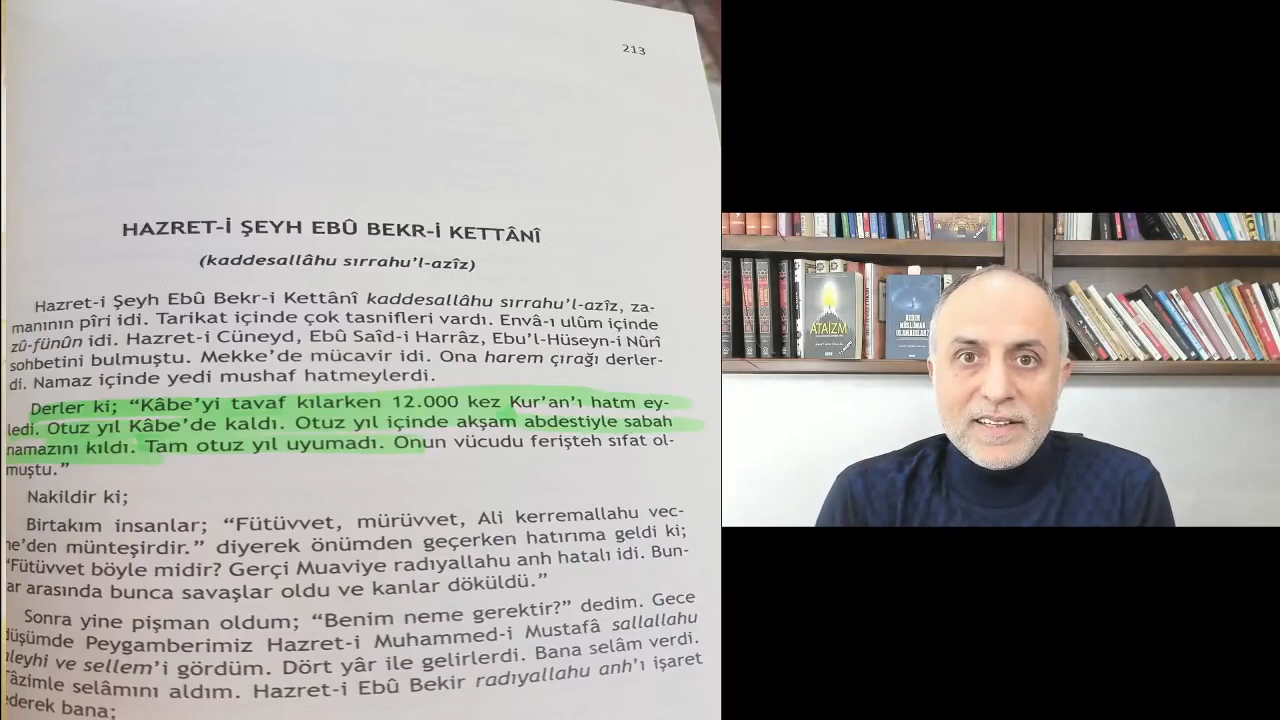 213
HAZRET-İ ŞEYH EBÛ BEKR-İ KETTÂNÎ
(kaddesallâhu sırrahu'l-azîz)
Hazret-i Şeyh Ebû Bekr-i Kettânî kaddesallâhu sırrahu'l-azîz, za-
manının pîri idi. Tarikat içinde çok tasnifleri vardı. Envâ-ı ulûm içinde
zû-fünûn idi. Hazret-i Cüneyd, Ebû Saîd-i Harrâz, Ebu'l-Hüseyn-i Nûrî
sohbetini bulmuştu. Mekke'de mücavir idi. Ona harem çırağı derler-
di. Namaz içinde yedi mushaf hatmeylerdi.
Derler ki; “Kâbe'yi tavaf kılarken 12.000 kez Kur'an'ı hatm ey-
ledi. Otuz yıl Kâbe'de kaldı. Otuz yıl içinde akşam abdestiyle sabah
namazını kıldı. Tam otuz yıl uyumadı. Onun vücudu ferişteh sıfat ol-
muştu.”
Nakildir ki;
Birtakım insanlar; “Fütüvvet, mürüvvet, Ali kerremallahu vec-
he'den münteşirdir.” diyerek önümden geçerken hatırıma geldi ki;
“Fütüvvet böyle midir? Gerçi Muaviye radıyallahu anh hatalı idi. Bun-
ar arasında bunca savaşlar oldu ve kanlar döküldü.”
Sonra yine pişman oldum; “Benim neme gerektir?” dedim. Gece
düşümde Peygamberimiz Hazret-i Muhammed-i Mustafâ sallallahu
aleyhi ve sellem'i gördüm. Dört yâr ile gelirlerdi. Bana selâm verdi.
Tâzimle selâmını aldım. Hazret-i Ebû Bekir radıyallahu anh'ı işaret
ederek bana;
ATAİZM
NEDEN
MÜSLÜMAN
OLAMADILAR?